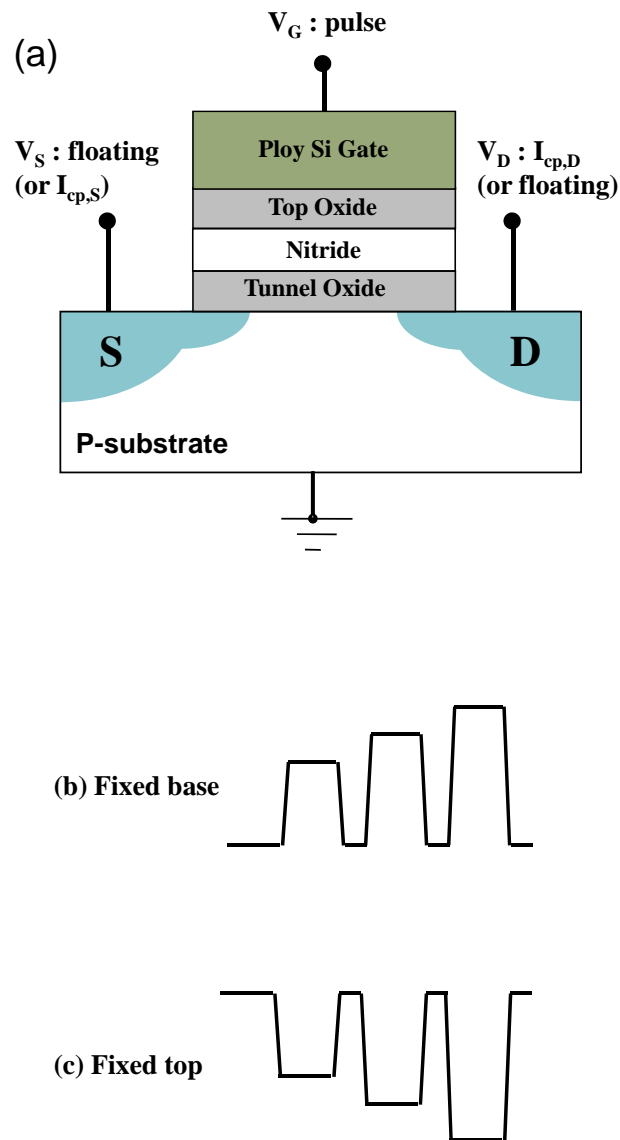 (a)
V_G : pulse
V_S : floating
(or I_cp,S)
V_D : I_cp,D
(or floating)
Ploy Si Gate
Top Oxide
Nitride
Tunnel Oxide
S
D
P-substrate
(b) Fixed base
(c) Fixed top